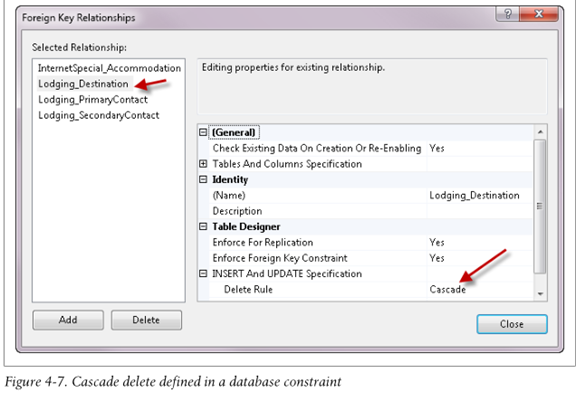 Foreign Key Relationships
Selected Relationship:
InternetSpecial_Accommodation
Lodging_Destination
Lodging_PrimaryContact
Lodging_SecondaryContact
Editing properties for existing relationship.
(General)
Check Existing Data On Creation Or Re-Enabling Yes
Tables And Columns Specification
Identity
(Name) Lodging_Destination
Description
Table Designer
Enforce For Replication Yes
Enforce Foreign Key Constraint Yes
INSERT And UPDATE Specification
Delete Rule Cascade
Add Delete Close
Figure 4-7. Cascade delete defined in a database constraint